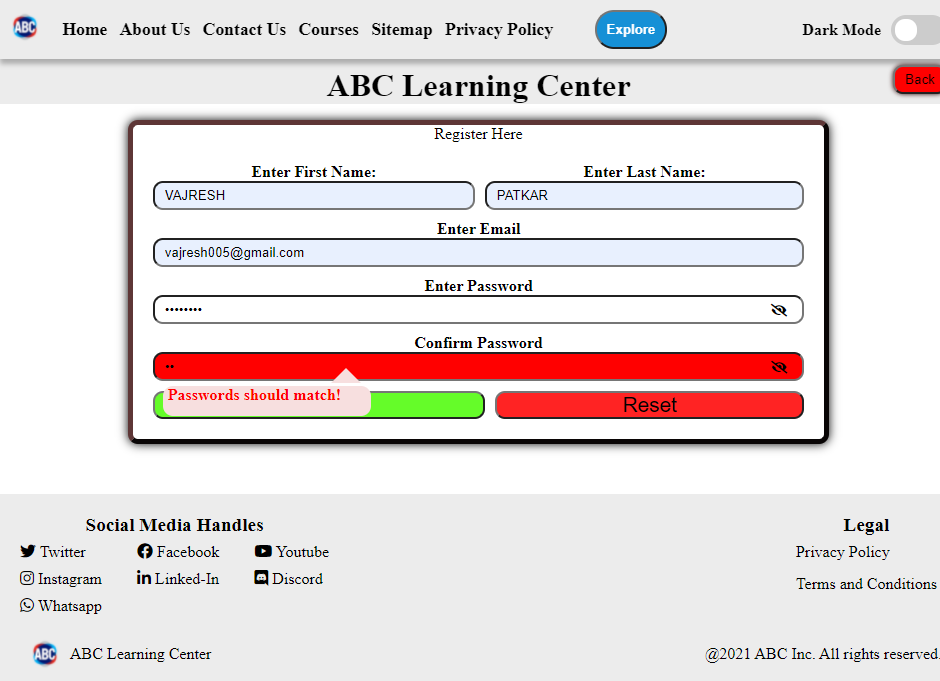 ABC Home About Us Contact Us Courses Sitemap Privacy Policy Explore Dark Mode
Back
ABC Learning Center
Register Here
Enter First Name: Enter Last Name:
VAJRESH PATKAR
Enter Email
vajresh005@gmail.com
Enter Password
••••••••
Confirm Password
••
Passwords should match!
Reset
Social Media Handles Legal
Twitter Facebook Youtube Privacy Policy
Instagram Linked-In Discord Terms and Conditions
Whatsapp
ABC ABC Learning Center @2021 ABC Inc. All rights reserved.